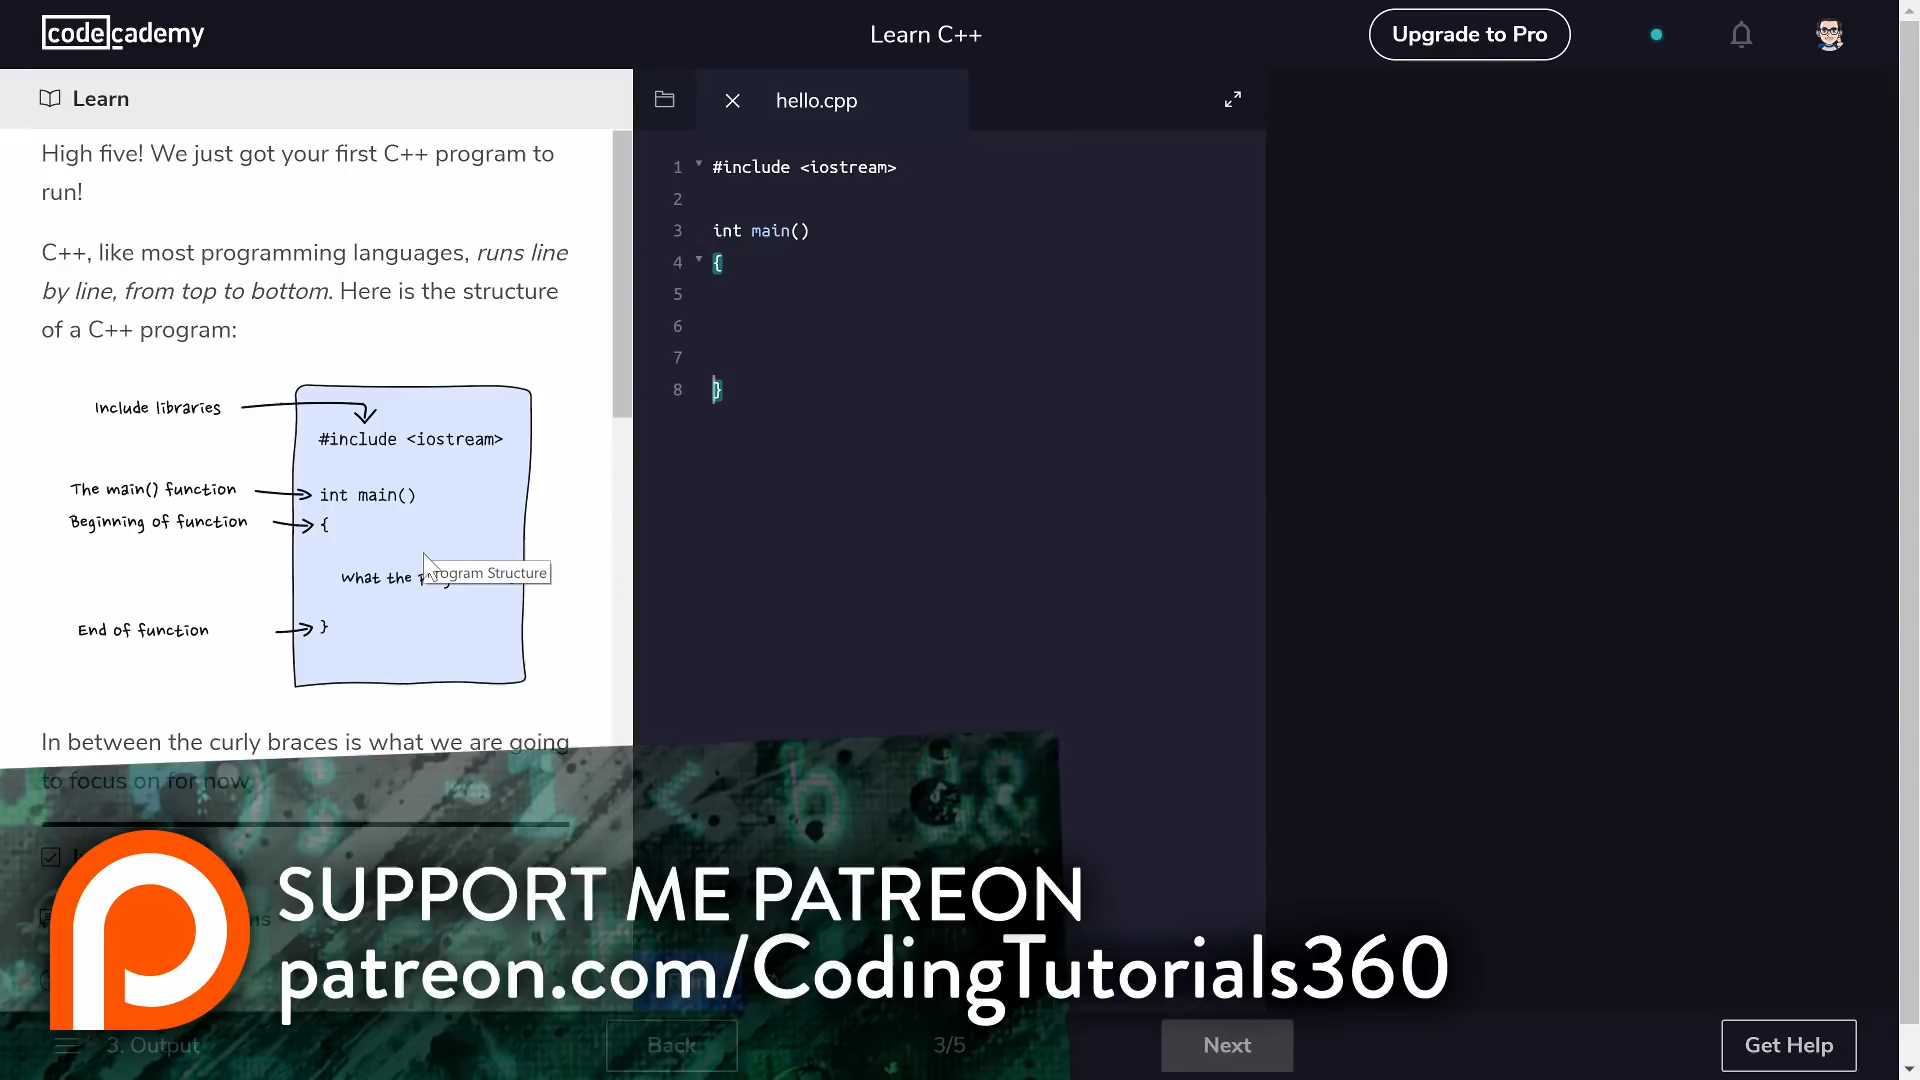 codecademy
Learn C++
Upgrade to Pro
Learn
High five! We just got your first C++ program to
run!
C++, like most programming languages, runs line
by line, from top to bottom. Here is the structure
of a C++ program:
Include libraries
#include <iostream>
The main() function
int main()
Beginning of function
{
What the
Program Structure
End of function
}
In between the curly braces is what we are going
to focus on for now.
hello.cpp
1 #include <iostream>
2
3 int main()
4 {
5
6
7
8 }
SUPPORT ME PATREON
patreon.com/CodingTutorials360
3. Output
Back
3/5
Next
Get Help